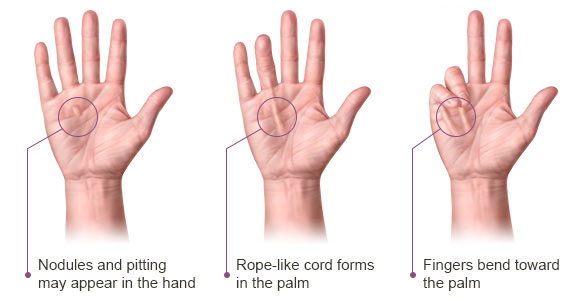 Nodules and pitting
may appear in the hand
Rope-like cord forms
in the palm
Fingers bend toward
the palm